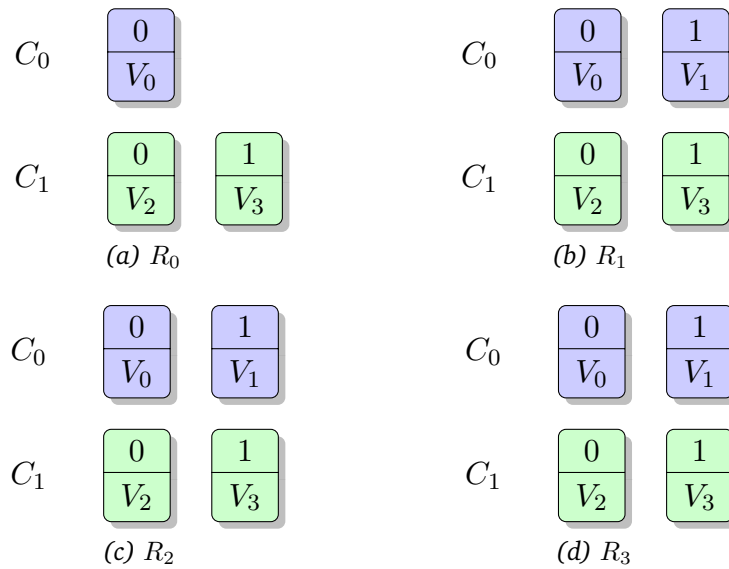 0 0 1
C₀ V₀ C₀ V₀ V₁
0 1 0 1
C₁ V₂ V₃ C₁ V₂ V₃
(a) R₀ (b) R₁
0 1 0 1
C₀ V₀ V₁ C₀ V₀ V₁
0 1 0 1
C₁ V₂ V₃ C₁ V₂ V₃
(c) R₂ (d) R₃